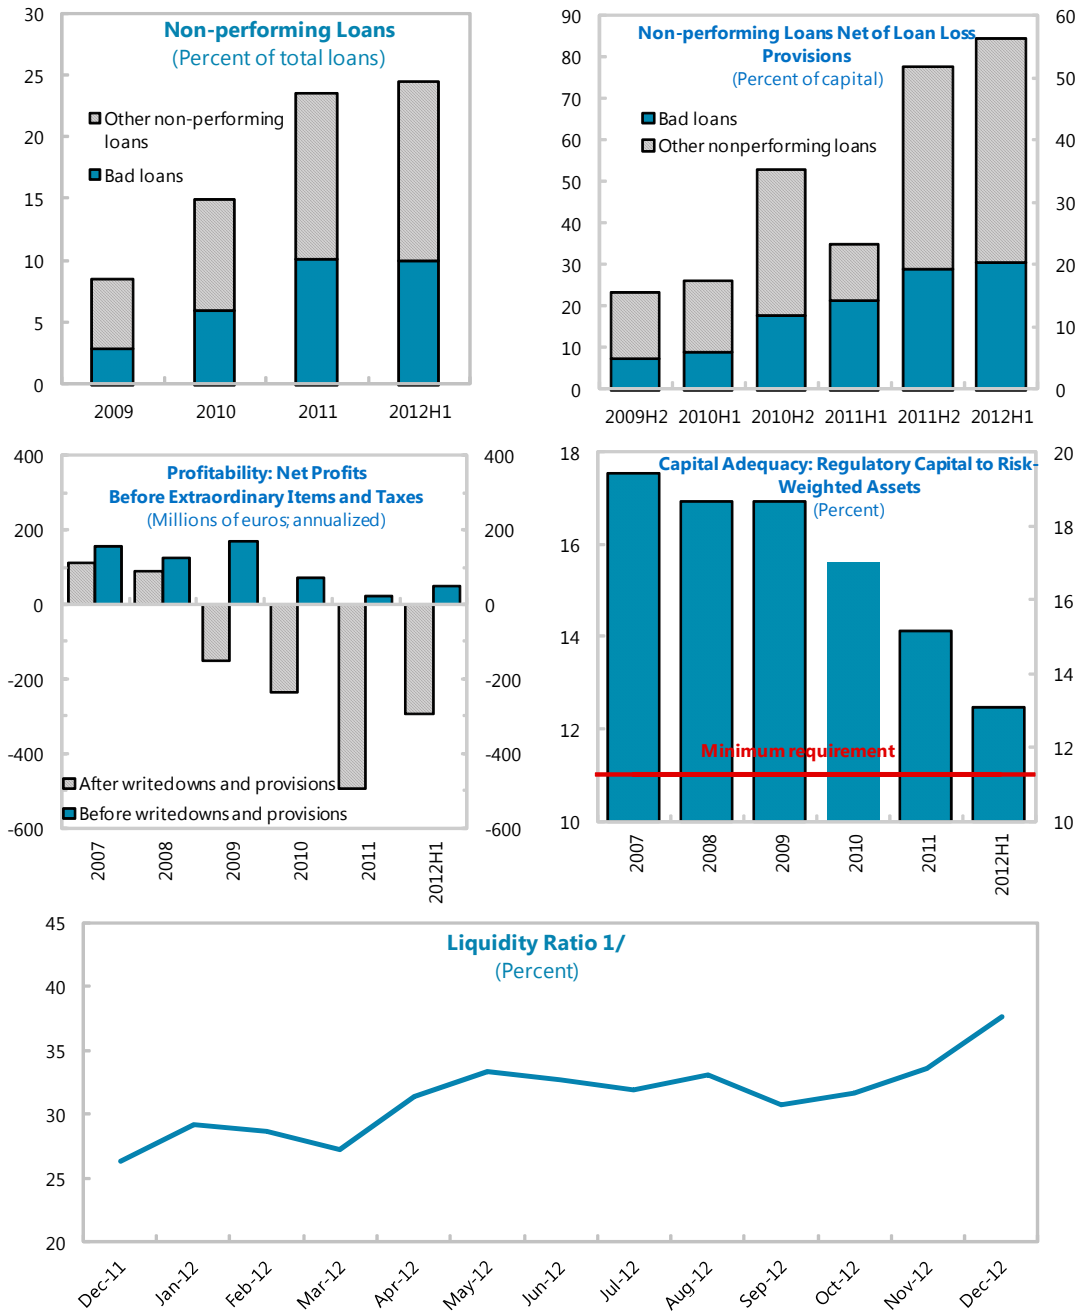 Non-performing Loans
(Percent of total loans)
30
25
20
15
10
5
0
Other non-performing
loans
Bad loans
2009 2010 2011 2012H1
Non-performing Loans Net of Loan Loss
Provisions
(Percent of capital)
90
80
70
60
50
40
30
20
10
0
60
50
40
30
20
10
0
Bad loans
Other nonperforming loans
2009H2 2010H1 2010H2 2011H1 2011H2 2012H1
Profitability: Net Profits
Before Extraordinary Items and Taxes
(Millions of euros; annualized)
400
200
0
-200
-400
-600
400
200
0
-200
-400
-600
After writedowns and provisions
Before writedowns and provisions
2007 2008 2009 2010 2011 2012H1
Capital Adequacy: Regulatory Capital to Risk-
Weighted Assets
(Percent)
18
16
14
12
10
20
18
16
14
12
10
Minimum requirement
2007 2008 2009 2010 2011 2012H1
Liquidity Ratio 1/
(Percent)
45
40
35
30
25
20
Dec-11 Jan-12 Feb-12 Mar-12 Apr-12 May-12 Jun-12 Jul-12 Aug-12 Sep-12 Oct-12 Nov-12 Dec-12